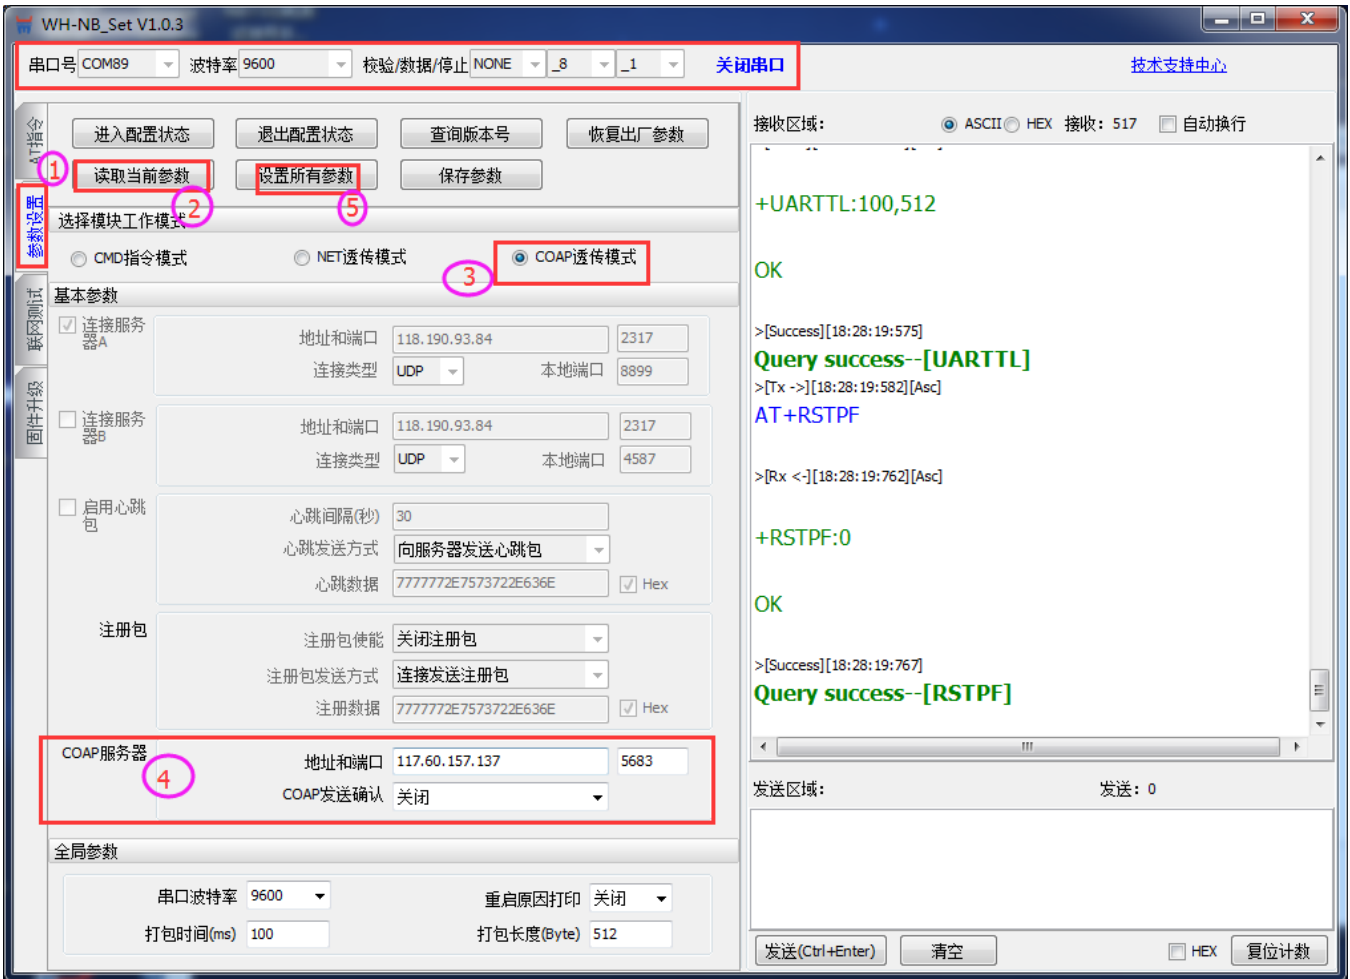 WH-NB_Set V1.0.3
串口号 COM89 波特率 9600 校验/数据/停止 NONE _8 _1 关闭串口 技术支持中心
AT指令
参数设置
联网测试
固件升级
进入配置状态 退出配置状态 查询版本号 恢复出厂参数
1 读取当前参数 设置所有参数 保存参数
2 5
选择模块工作模式
CMD指令模式 NET透传模式 COAP透传模式
3
基本参数
连接服务器A
地址和端口 118.190.93.84 2317
连接类型 UDP 本地端口 8899
连接服务器B
地址和端口 118.190.93.84 2317
连接类型 UDP 本地端口 4587
启用心跳包
心跳间隔(秒) 30
心跳发送方式 向服务器发送心跳包
心跳数据 7777772E7573722E636E Hex
注册包
注册包使能 关闭注册包
注册包发送方式 连接发送注册包
注册数据 7777772E7573722E636E Hex
COAP服务器
4
地址和端口 117.60.157.137 5683
COAP发送确认 关闭
全局参数
串口波特率 9600 重启原因打印 关闭
打包时间(ms) 100 打包长度(Byte) 512
接收区域: ASCII HEX 接收: 517 自动换行
+UARTTL:100,512
OK
>[Success][18:28:19:575]
Query success--[UARTTL]
>[Tx ->][18:28:19:582][Asc]
AT+RSTPF
>[Rx <-][18:28:19:762][Asc]
+RSTPF:0
OK
>[Success][18:28:19:767]
Query success--[RSTPF]
发送区域: 发送: 0
发送(Ctrl+Enter) 清空 HEX 复位计数